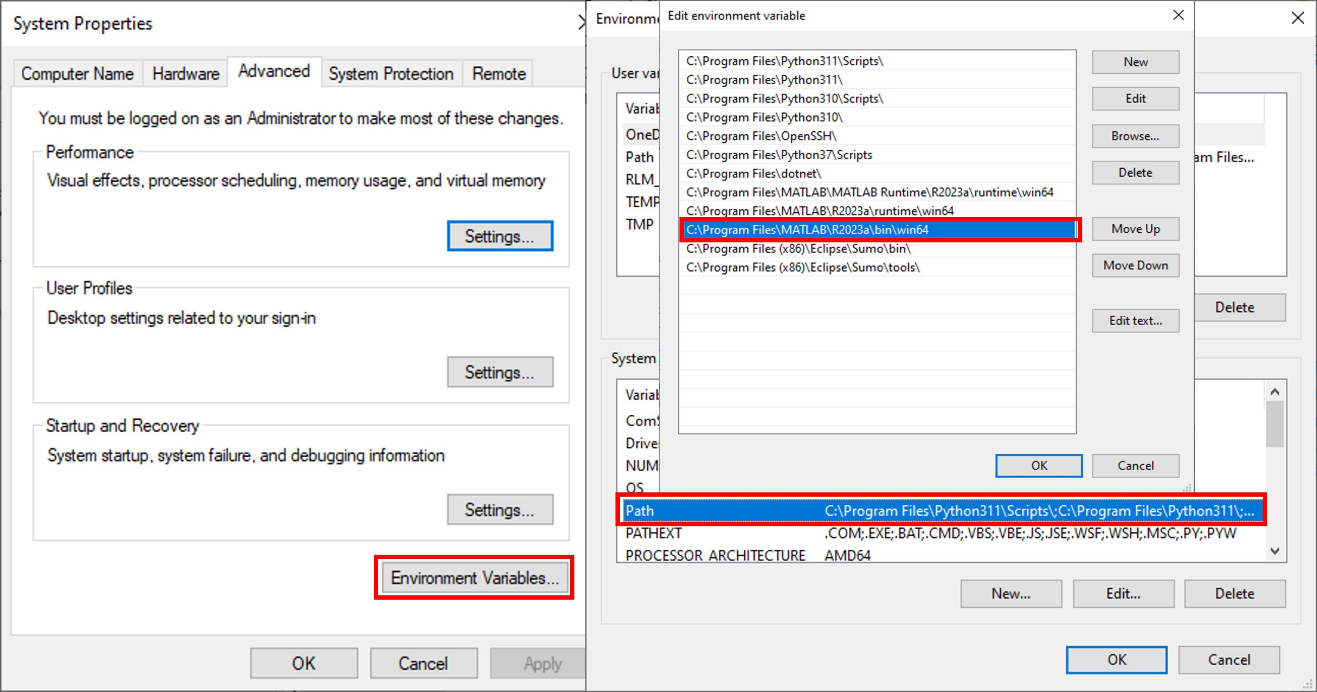 System Properties
Computer Name
Hardware
Advanced
System Protection
Remote
You must be logged on as an Administrator to make most of these changes.
Performance
Visual effects, processor scheduling, memory usage, and virtual memory
Settings...
User Profiles
Desktop settings related to your sign-in
Settings...
Startup and Recovery
System startup, system failure, and debugging information
Settings...
Environment Variables...
OK
Cancel
Apply
Environm
User var
Variab
OneD
Path
am Files...
RLM_
TEMP
TMP
Delete
Edit environment variable
C:\Program Files\Python311\Scripts\
C:\Program Files\Python311\
C:\Program Files\Python310\Scripts\
C:\Program Files\Python310\
C:\Program Files\OpenSSH\
C:\Program Files\Python37\Scripts
C:\Program Files\dotnet\
C:\Program Files\MATLAB\MATLAB Runtime\R2023a\runtime\win64
C:\Program Files\MATLAB\R2023a\runtime\win64
C:\Program Files\MATLAB\R2023a\bin\win64
C:\Program Files (x86)\Eclipse\Sumo\bin\
C:\Program Files (x86)\Eclipse\Sumo\tools\
New
Edit
Browse...
Delete
Move Up
Move Down
Edit text...
OK
Cancel
System
Variab
ComS
Driver
NUM
OS
Path C:\Program Files\Python311\Scripts\;C:\Program Files\Python311\;...
PATHEXT .COM;.EXE;.BAT;.CMD;.VBS;.VBE;.JS;.JSE;.WSF;.WSH;.MSC;.PY;.PYW
PROCESSOR_ARCHITECTURE AMD64
New...
Edit...
Delete
OK
Cancel